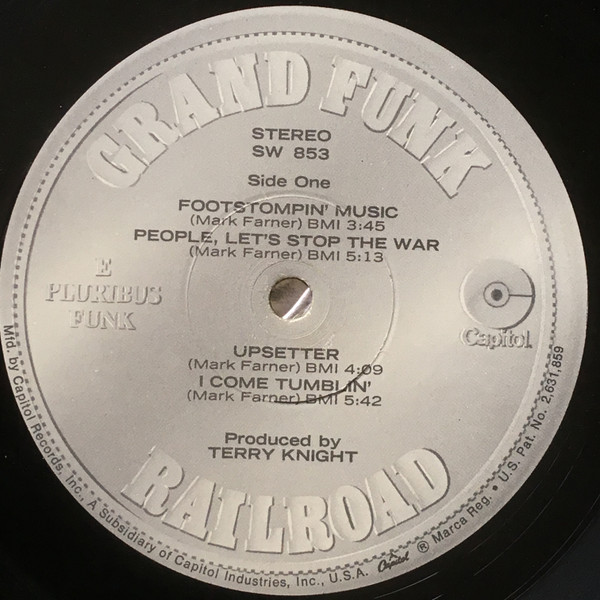 GRAND FUNK
STEREO
SW 853
Side One
FOOTSTOMPIN' MUSIC
(Mark Farner) BMI 3:45
PEOPLE, LET'S STOP THE WAR
(Mark Farner) BMI 5:13
E
PLURIBUS
FUNK
Capitol
UPSETTER
(Mark Farner) BMI 4:09
I COME TUMBLIN'
(Mark Farner) BMI 5:42
Produced by
TERRY KNIGHT
RAILROAD
Mfd. by Capitol Records, Inc., A Subsidiary of Capitol Industries, Inc., U.S.A. Capitol ® Marca Reg. • U.S. Pat. No. 2,631,859